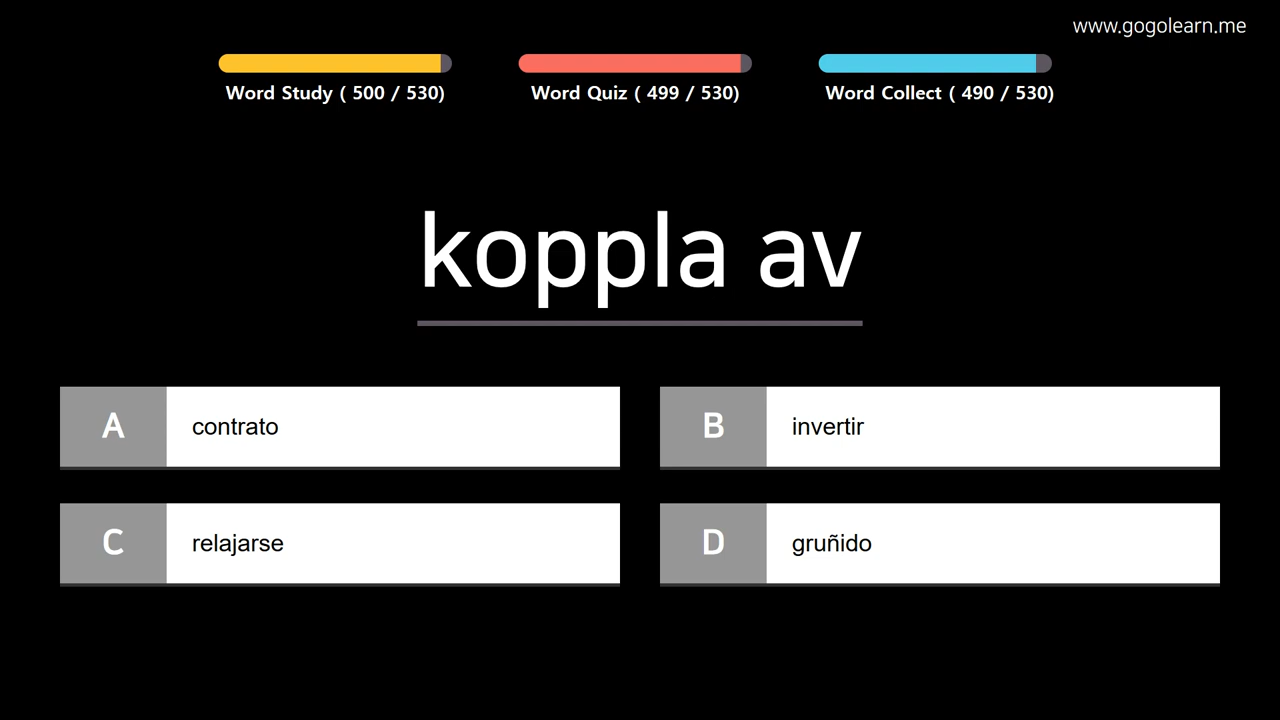 www.gogolearn.me
Word Study ( 500 / 530)
Word Quiz ( 499 / 530)
Word Collect ( 490 / 530)
koppla av
A contrato
B invertir
C relajarse
D gruñido